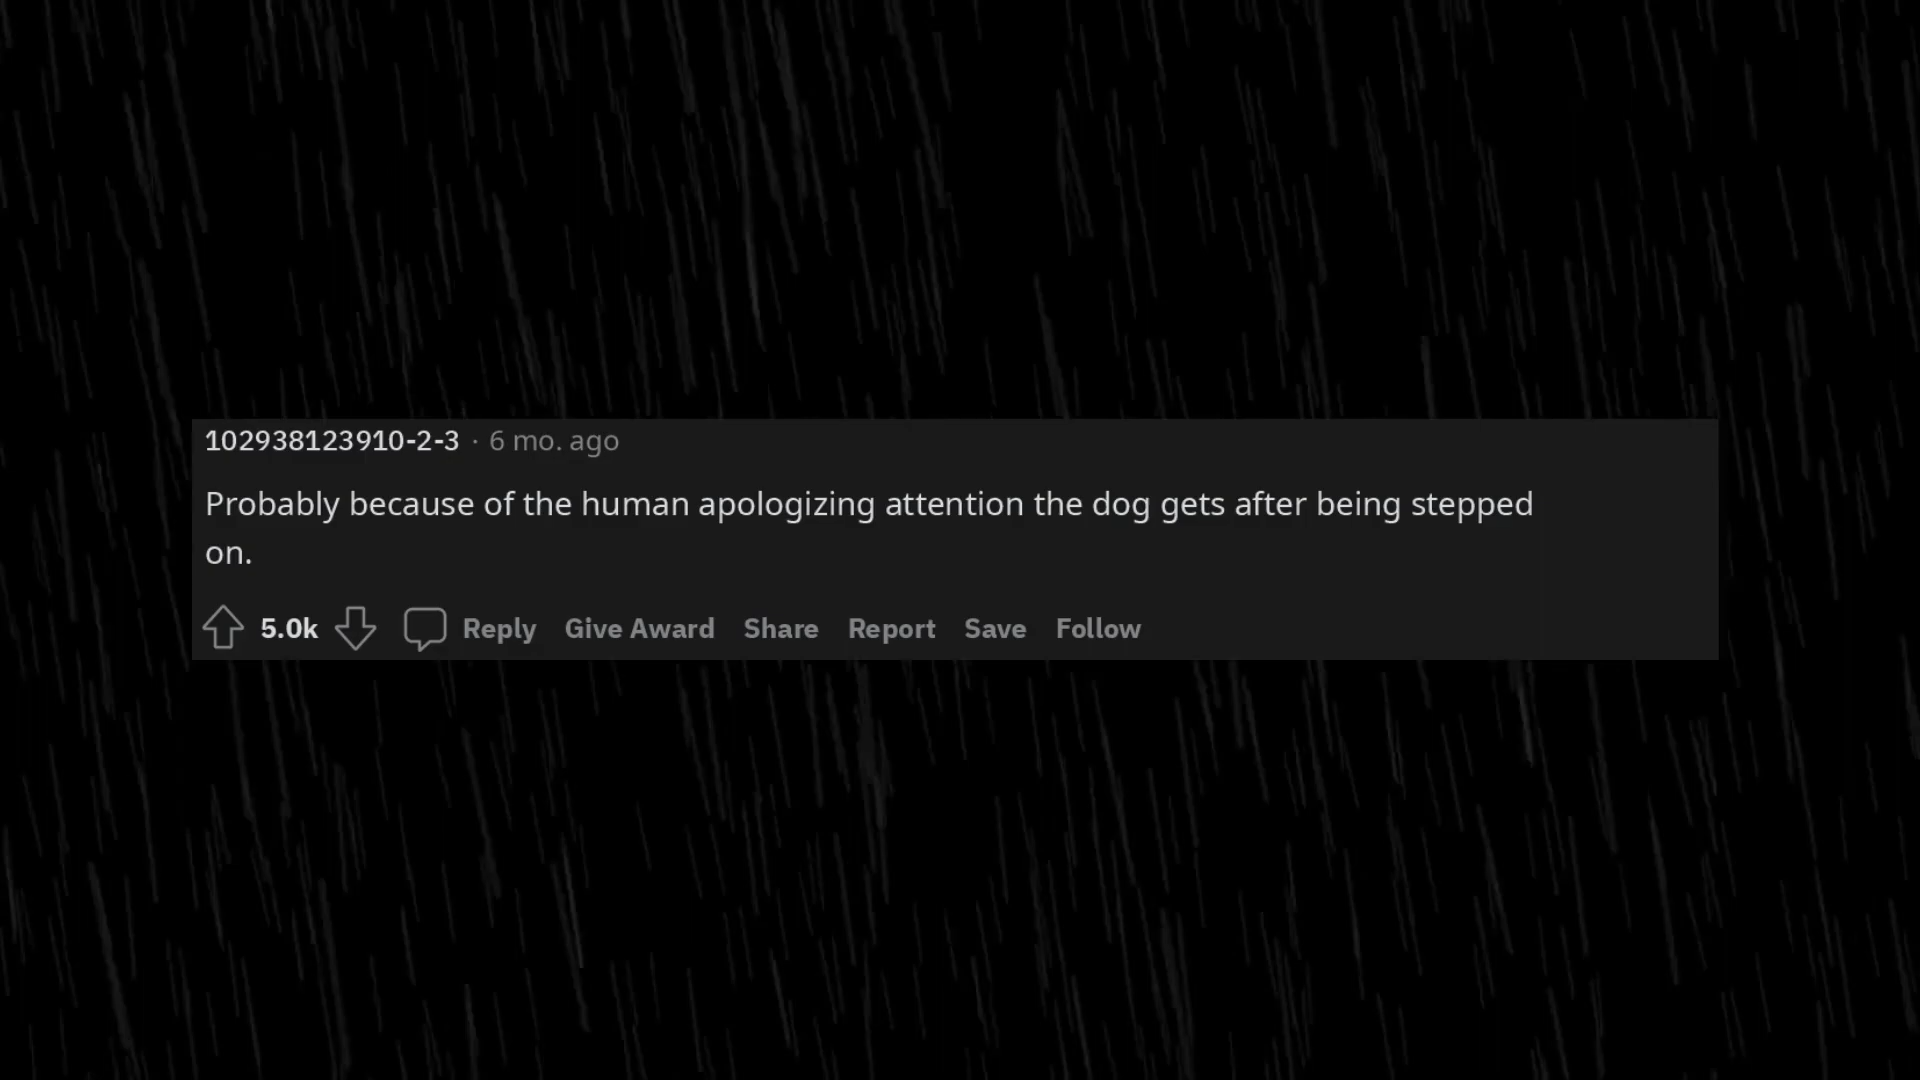 102938123910-2-3 · 6 mo. ago
Probably because of the human apologizing attention the dog gets after being stepped
on.
5.0k Reply Give Award Share Report Save Follow